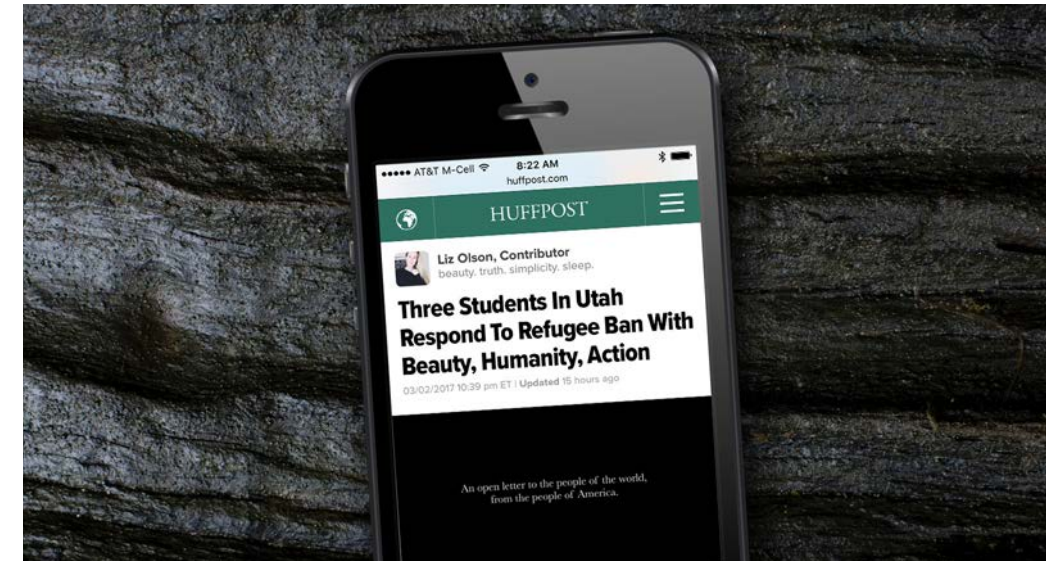 ●●●●● AT&T M-Cell 8:22 AM
huffpost.com
HUFFPOST
Liz Olson, Contributor
beauty. truth. simplicity. sleep.
Three Students In Utah
Respond To Refugee Ban With
Beauty, Humanity, Action
03/02/2017 10:39 pm ET | Updated 15 hours ago
An open letter to the people of the world,
from the people of America.